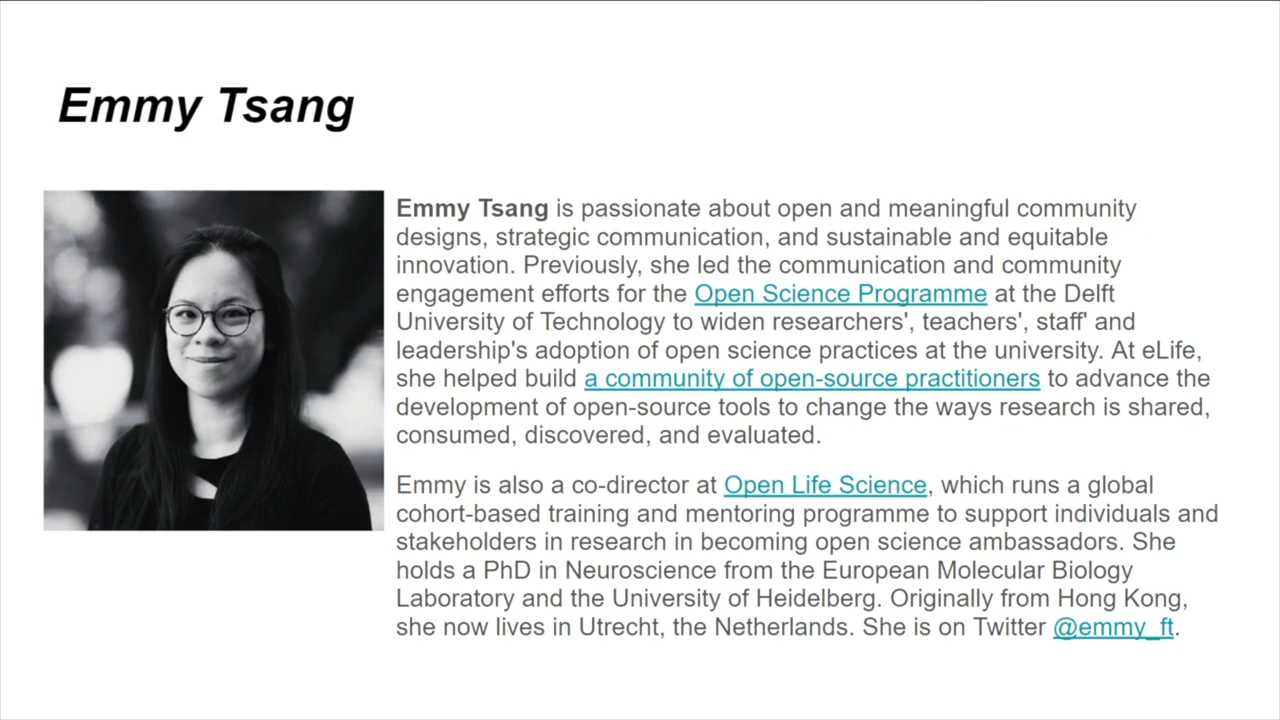 Emmy Tsang
Emmy Tsang is passionate about open and meaningful community
designs, strategic communication, and sustainable and equitable
innovation. Previously, she led the communication and community
engagement efforts for the Open Science Programme at the Delft
University of Technology to widen researchers', teachers', staff' and
leadership's adoption of open science practices at the university. At eLife,
she helped build a community of open-source practitioners to advance the
development of open-source tools to change the ways research is shared,
consumed, discovered, and evaluated.
Emmy is also a co-director at Open Life Science, which runs a global
cohort-based training and mentoring programme to support individuals and
stakeholders in research in becoming open science ambassadors. She
holds a PhD in Neuroscience from the European Molecular Biology
Laboratory and the University of Heidelberg. Originally from Hong Kong,
she now lives in Utrecht, the Netherlands. She is on Twitter @emmy_ft.